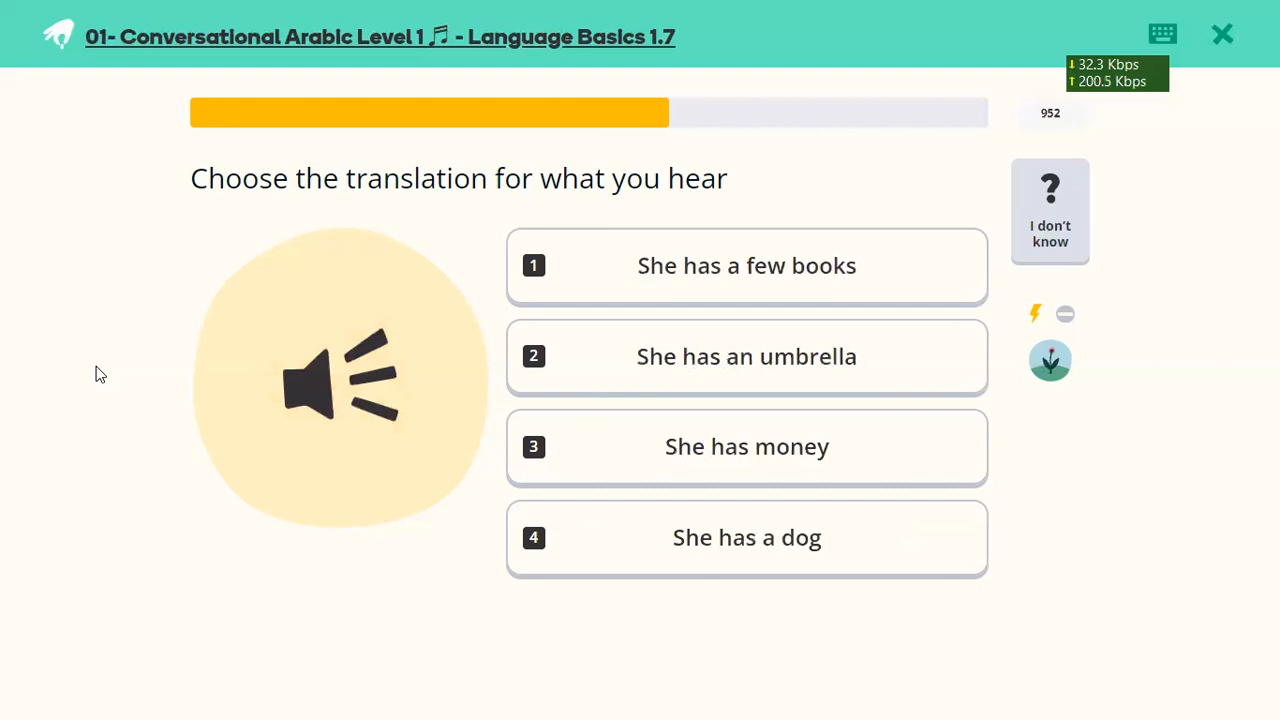 01- Conversational Arabic Level 1 🎵 - Language Basics 1.7
↓ 32.3 Kbps
↑ 200.5 Kbps
952
Choose the translation for what you hear
?
I don't
know
1 She has a few books
2 She has an umbrella
3 She has money
4 She has a dog